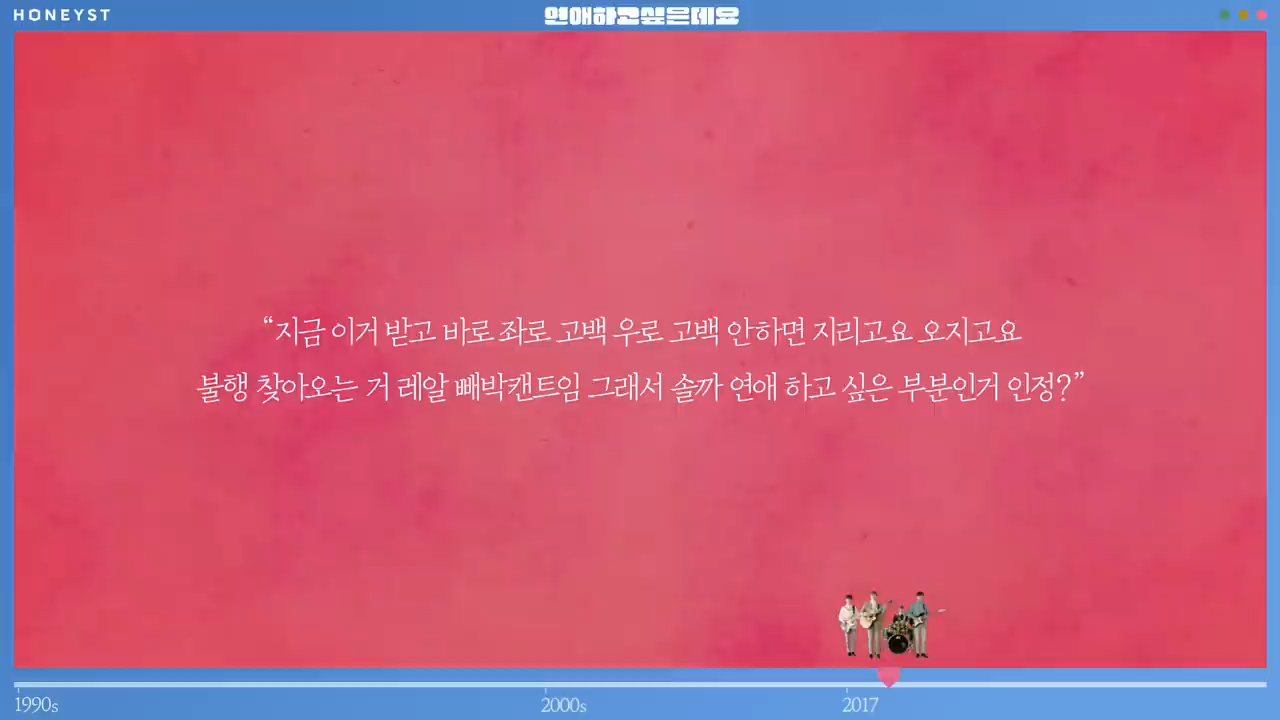 HONEYST
연애하고싶은데요
“지금 이거 받고 바로 좌로 고백 우로 고백 안하면 지리고요 오지고요
불행 찾아오는 거 레알 빼박캔트임 그래서 솔까 연애 하고 싶은 부분인거 인정?”
1990s
2000s
2017